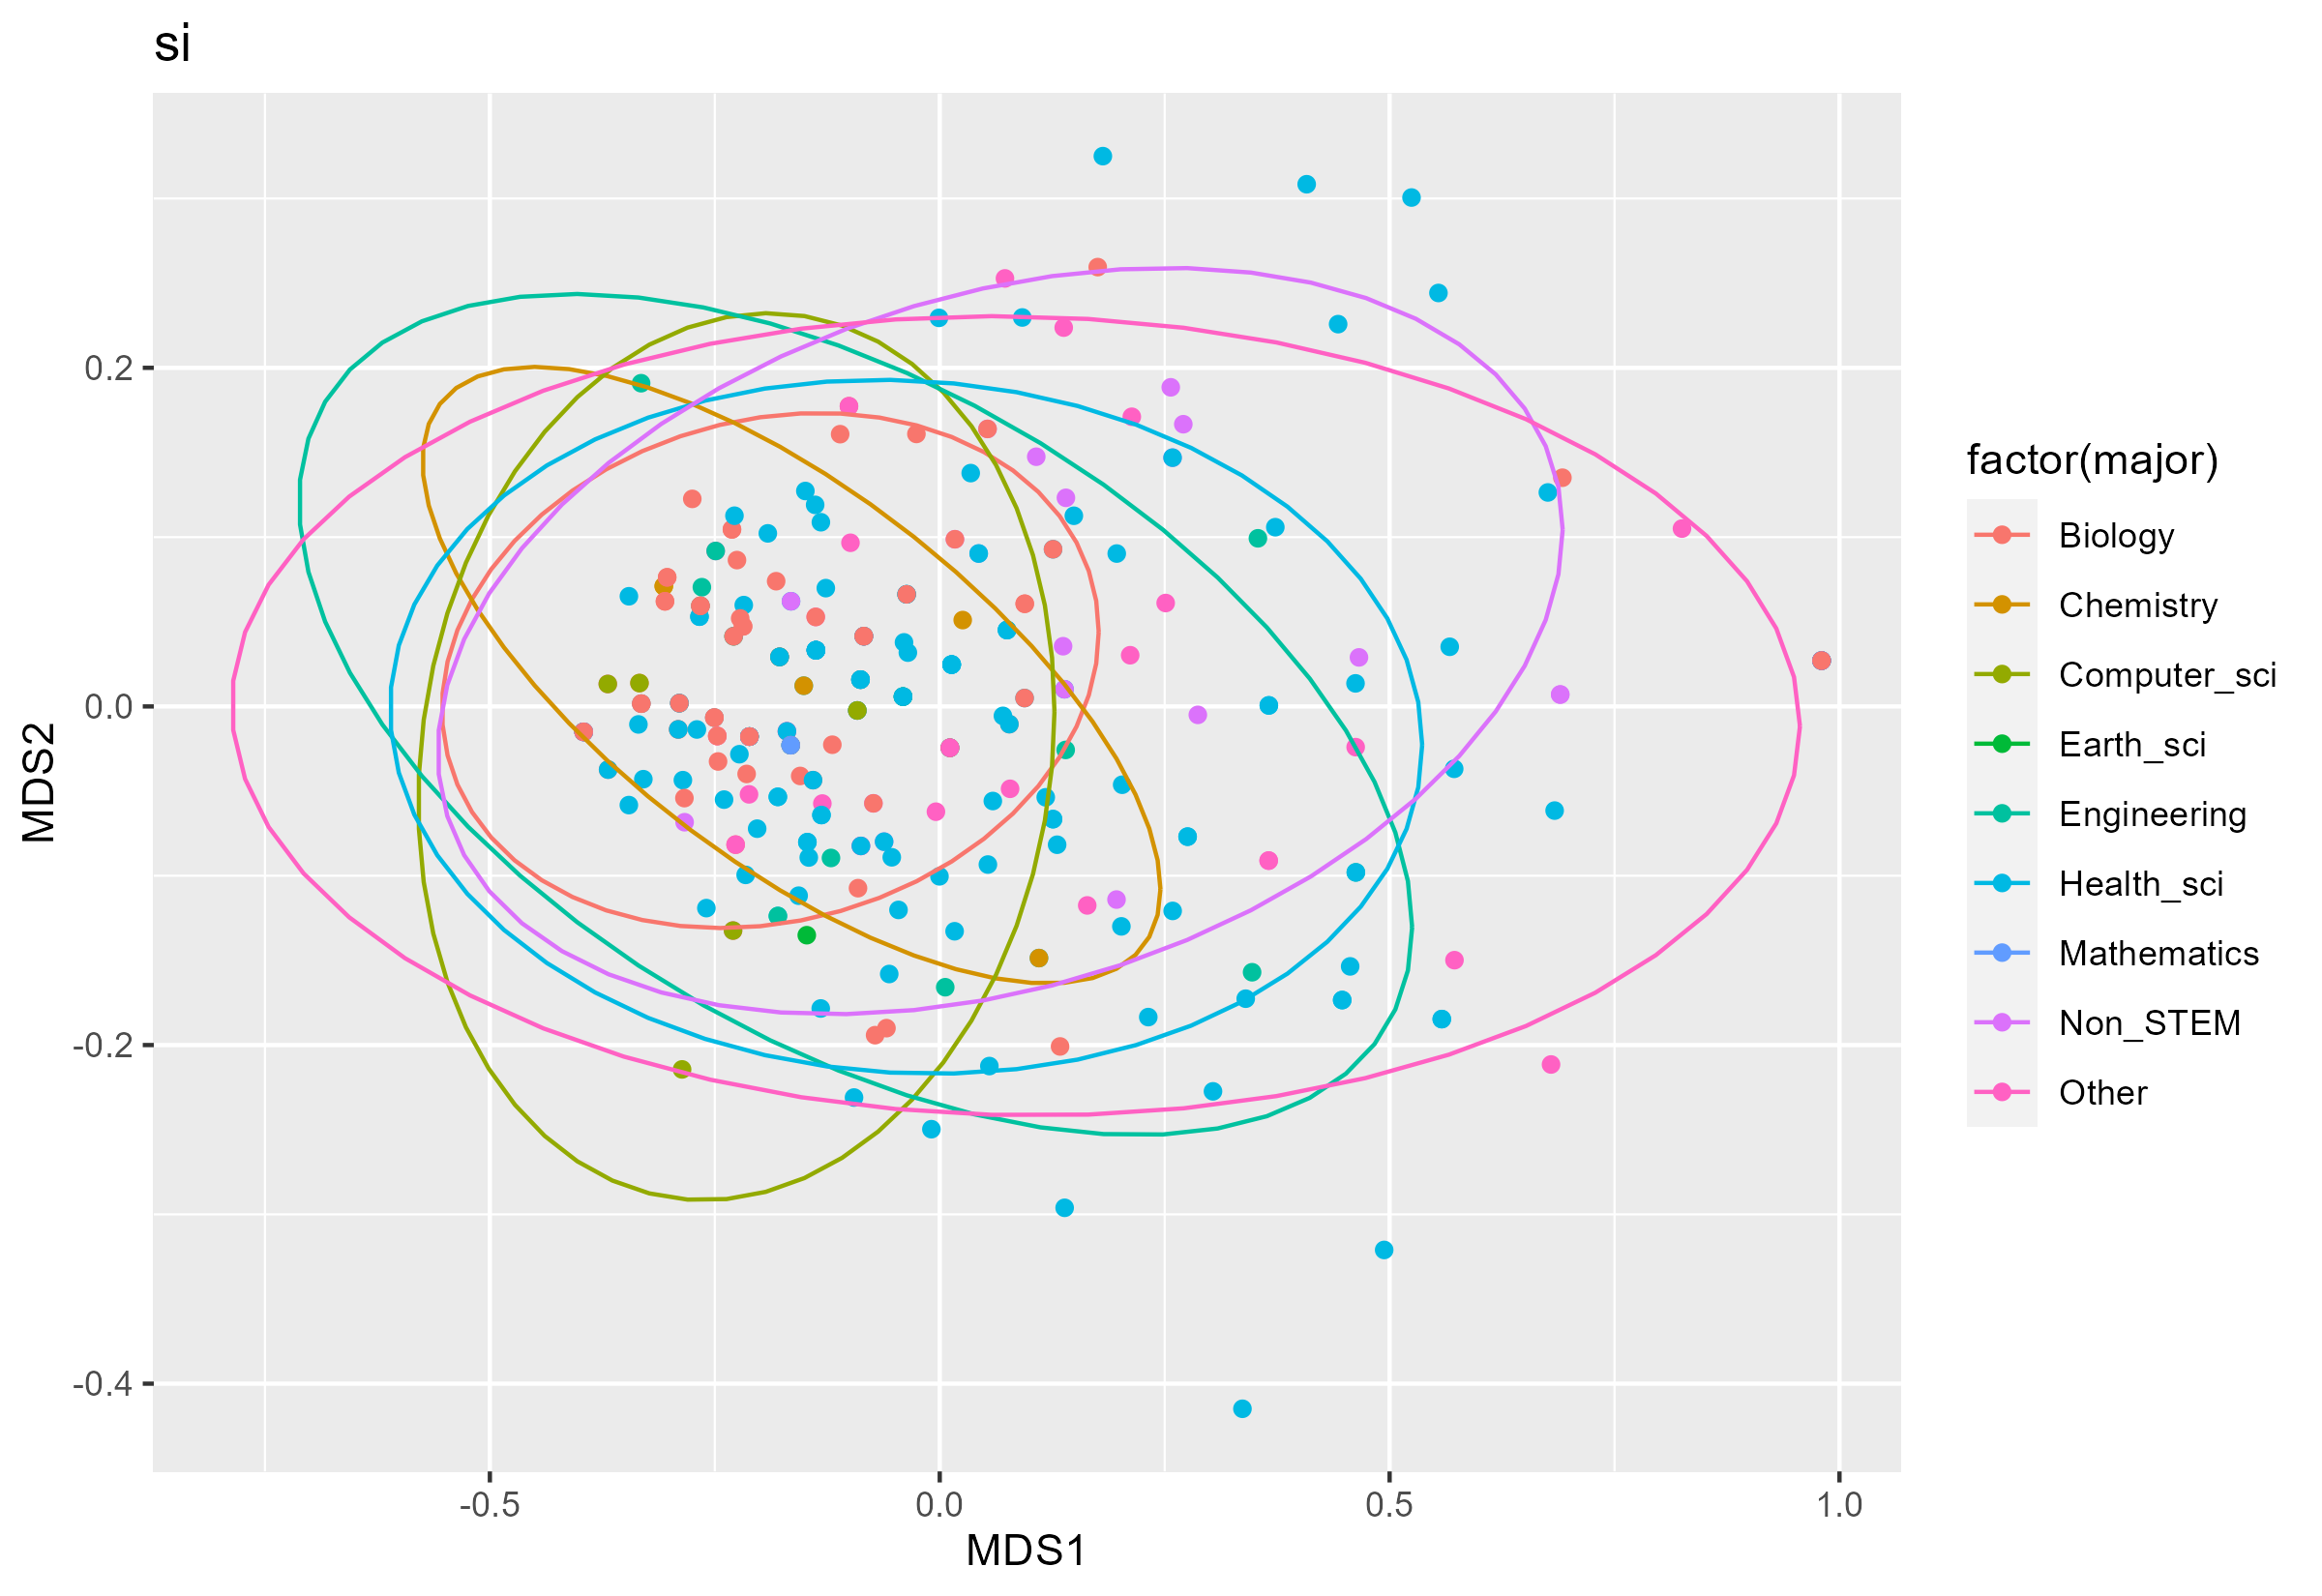 si
0.2
0.0
-0.2
-0.4
MDS2
-0.5
0.0
0.5
1.0
MDS1
factor(major)
Biology
Chemistry
Computer_sci
Earth_sci
Engineering
Health_sci
Mathematics
Non_STEM
Other